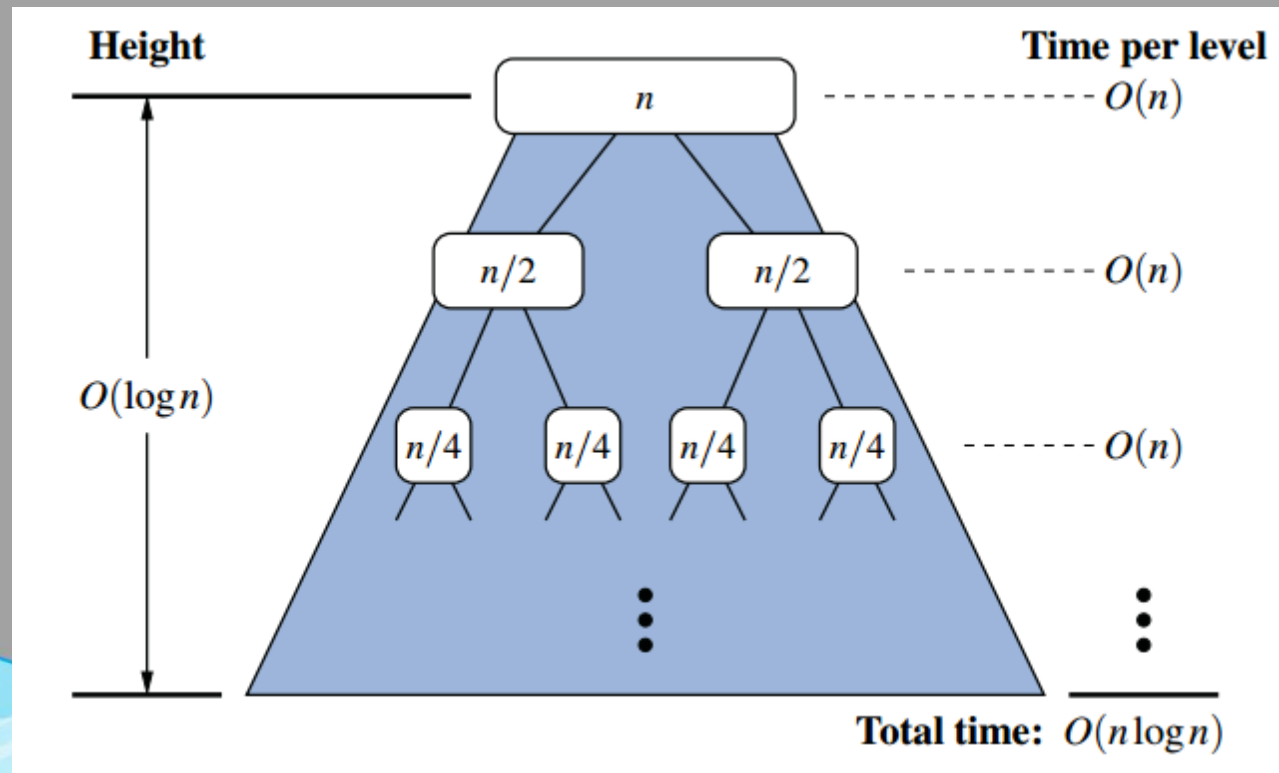 Height
Time per level
n
O(n)
n/2 n/2
O(n)
O(log n)
n/4 n/4 n/4 n/4
O(n)
Total time: O(n log n)